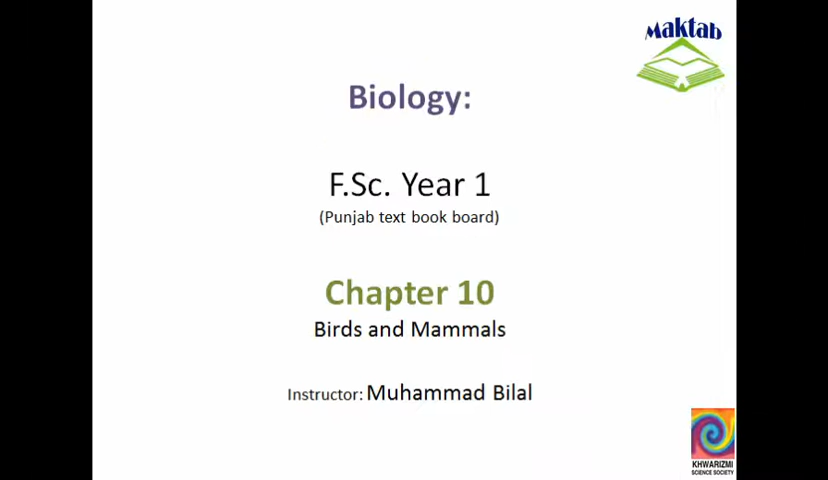 Maktab
Biology:
F.Sc. Year 1
(Punjab text book board)
Chapter 10
Birds and Mammals
Instructor: Muhammad Bilal
KHWARIZMI
SCIENCE SOCIETY